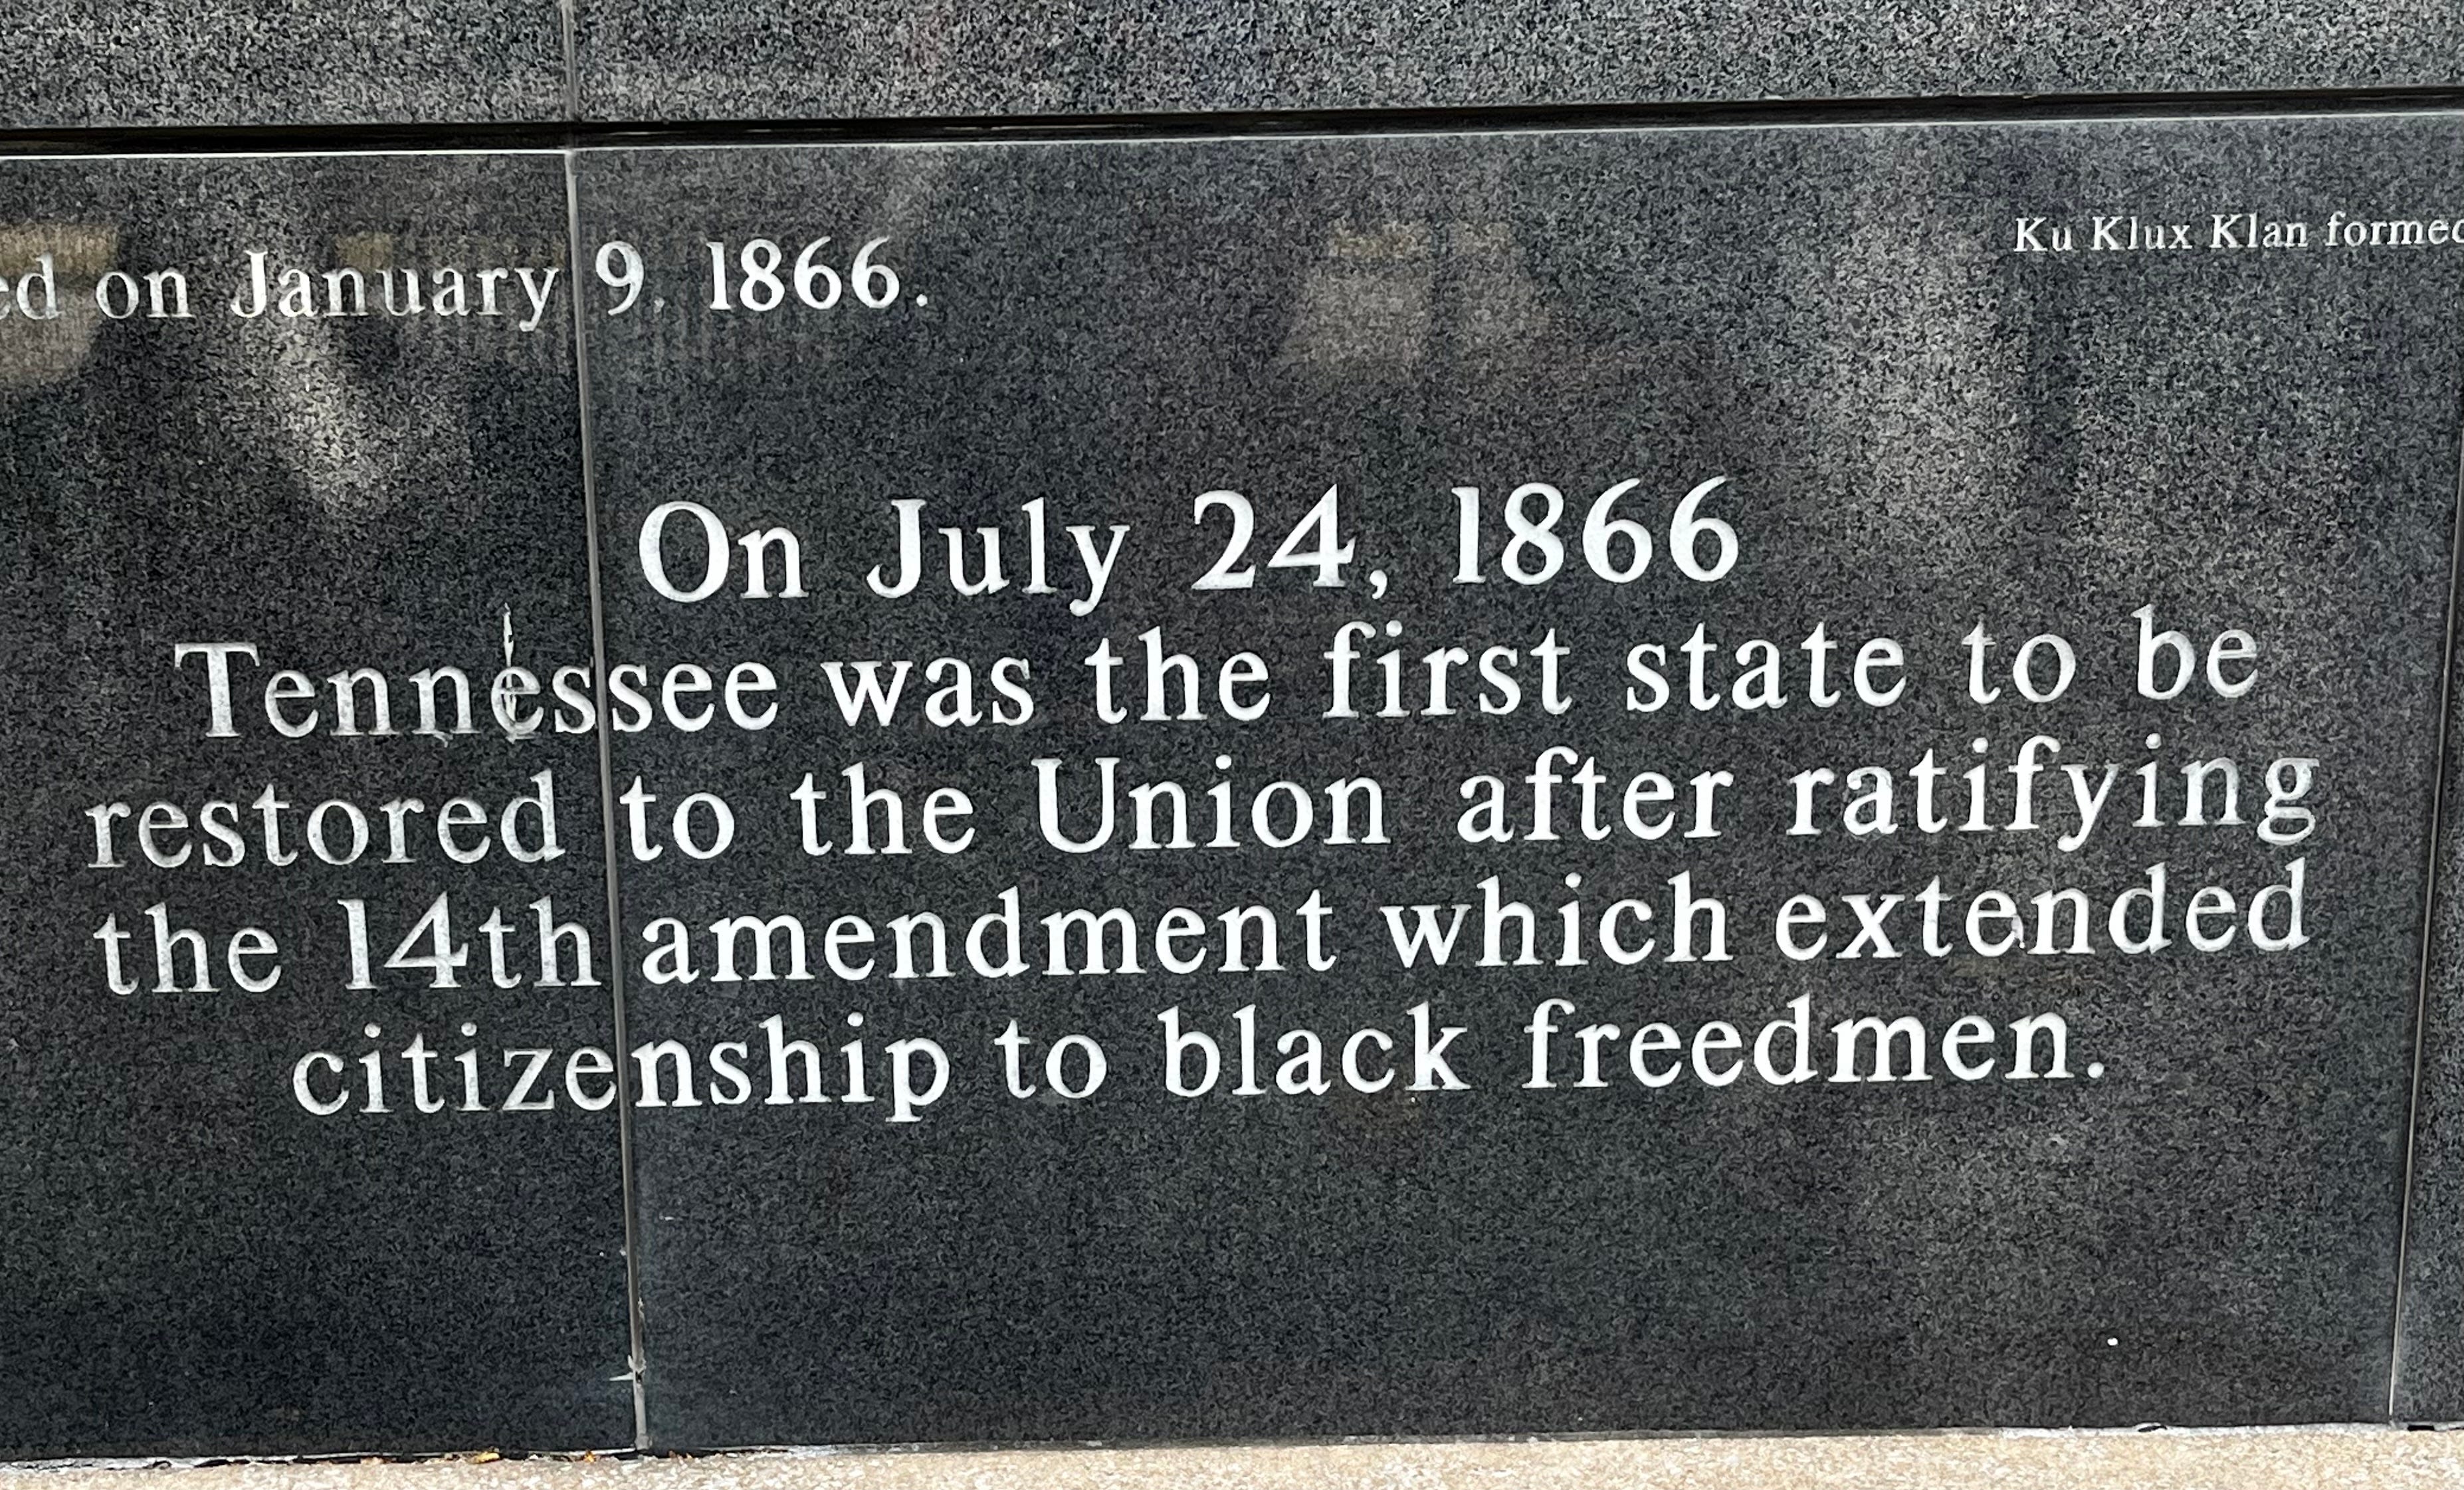 on January 9, 1866.
Ku Klux Klan formed
On July 24, 1866
Tennessee was the first state to be
restored to the Union after ratifying
the 14th amendment which extended
citizenship to black freedmen.